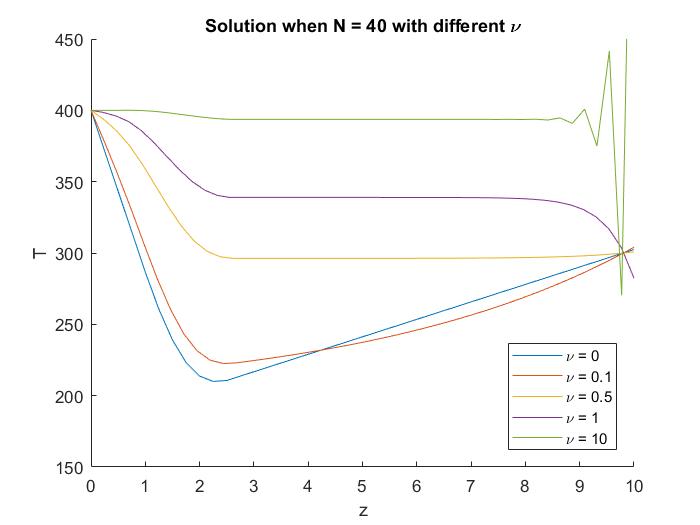 Solution when N = 40 with different ν
450
400
350
300
250
200
150
T
0 1 2 3 4 5 6 7 8 9 10
z
ν = 0
ν = 0.1
ν = 0.5
ν = 1
ν = 10